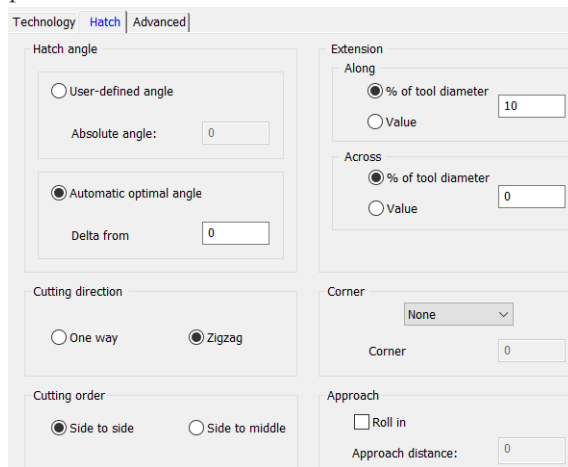 Technology Hatch Advanced
Hatch angle
User-defined angle
Absolute angle: 0
Automatic optimal angle
Delta from 0
Extension
Along
% of tool diameter
10
Value
Across
% of tool diameter
0
Value
Cutting direction
One way Zigzag
Corner
None
Corner 0
Cutting order
Side to side Side to middle
Approach
Roll in
Approach distance: 0